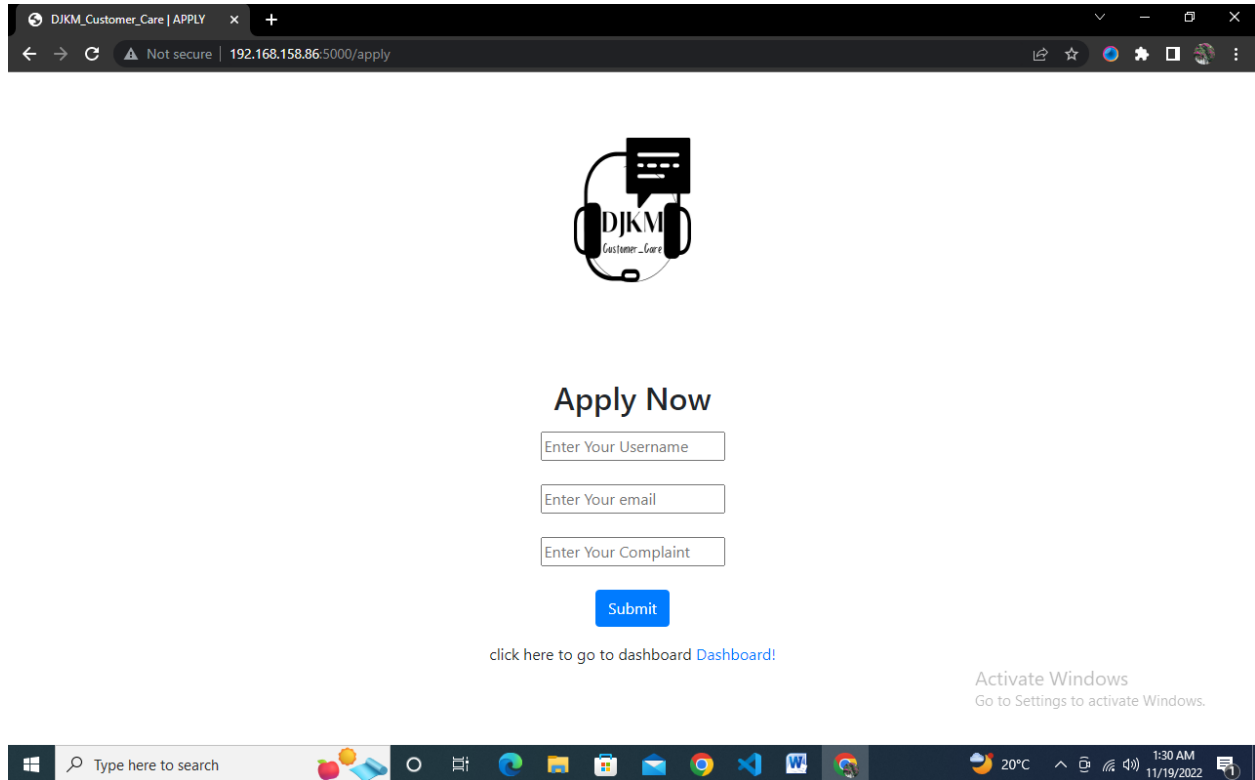 DJKM_Customer_Care | APPLY
Not secure | 192.168.158.86:5000/apply
DJKM
Customer_Care
Apply Now
Enter Your Username
Enter Your email
Enter Your Complaint
Submit
click here to go to dashboard Dashboard!
Activate Windows
Go to Settings to activate Windows.
Type here to search
20°C
1:30 AM
11/19/2022
1